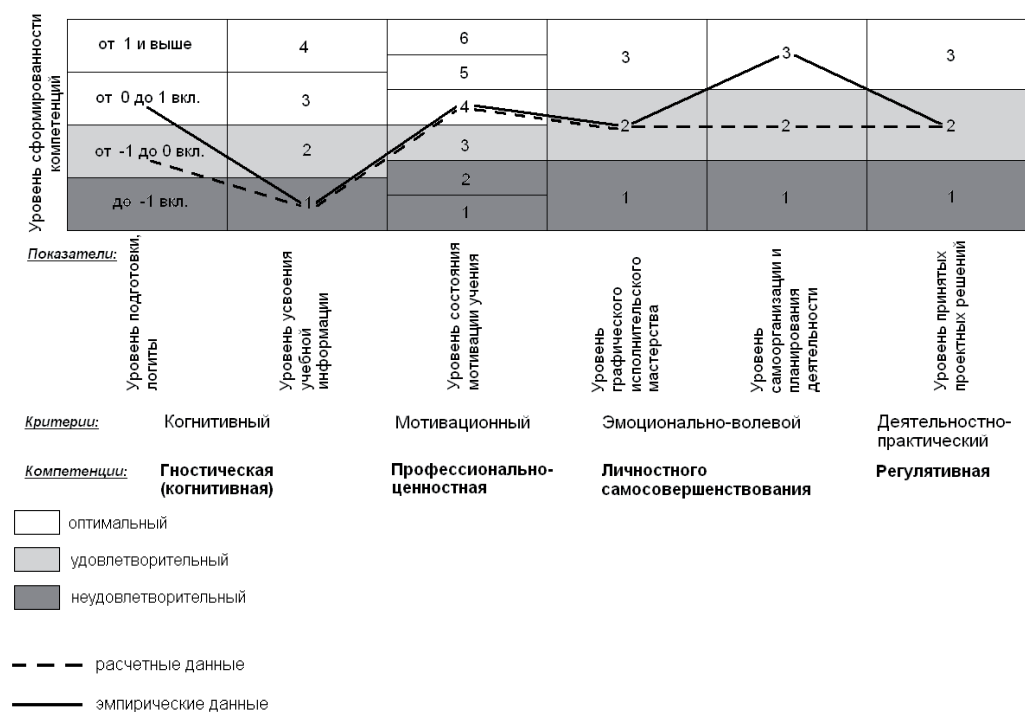 Уровень сформированности
компетенций
от 1 и выше
4
6
3
3
3
5
от 0 до 1 вкл.
3
4
2
2
2
от -1 до 0 вкл.
2
3
до -1 вкл.
1
2
1
1
1
1
Показатели:
Уровень подготовки,
логиты
Уровень усвоения
учебной
информации
Уровень состояния
мотивации учения
Уровень
графического
исполнительского
мастерства
Уровень
самоорганизации и
планирования
деятельности
Уровень принятых
проектных решений
Критерии:
Когнитивный
Мотивационный
Эмоционально-волевой
Деятельностно-
практический
Компетенции:
Гностическая
(когнитивная)
Профессионально-
ценностная
Личностного
самосовершенствования
Регулятивная
оптимальный
удовлетворительный
неудовлетворительный
расчетные данные
эмпирические данные